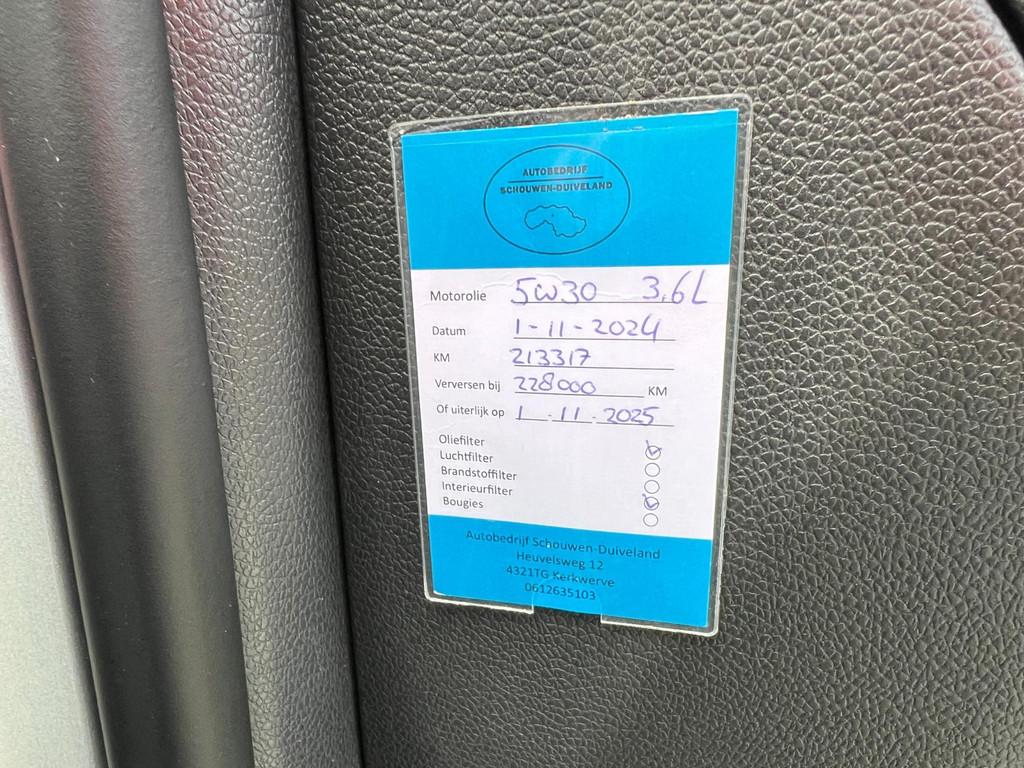 AUTOBEDRIJF
SCHOUWEN-DUIVELAND
Motorolie 5W30 3,6L
Datum 1-11-2024
KM 213317
Verversen bij 228000 KM
Of uiterlijk op 1-11-2025
Oliefilter
Luchtfilter
Brandstoffilter
Interieurfilter
Bougies
Autobedrijf Schouwen-Duiveland
Heuvelsweg 12
4321TG Kerkwerve
0612635103